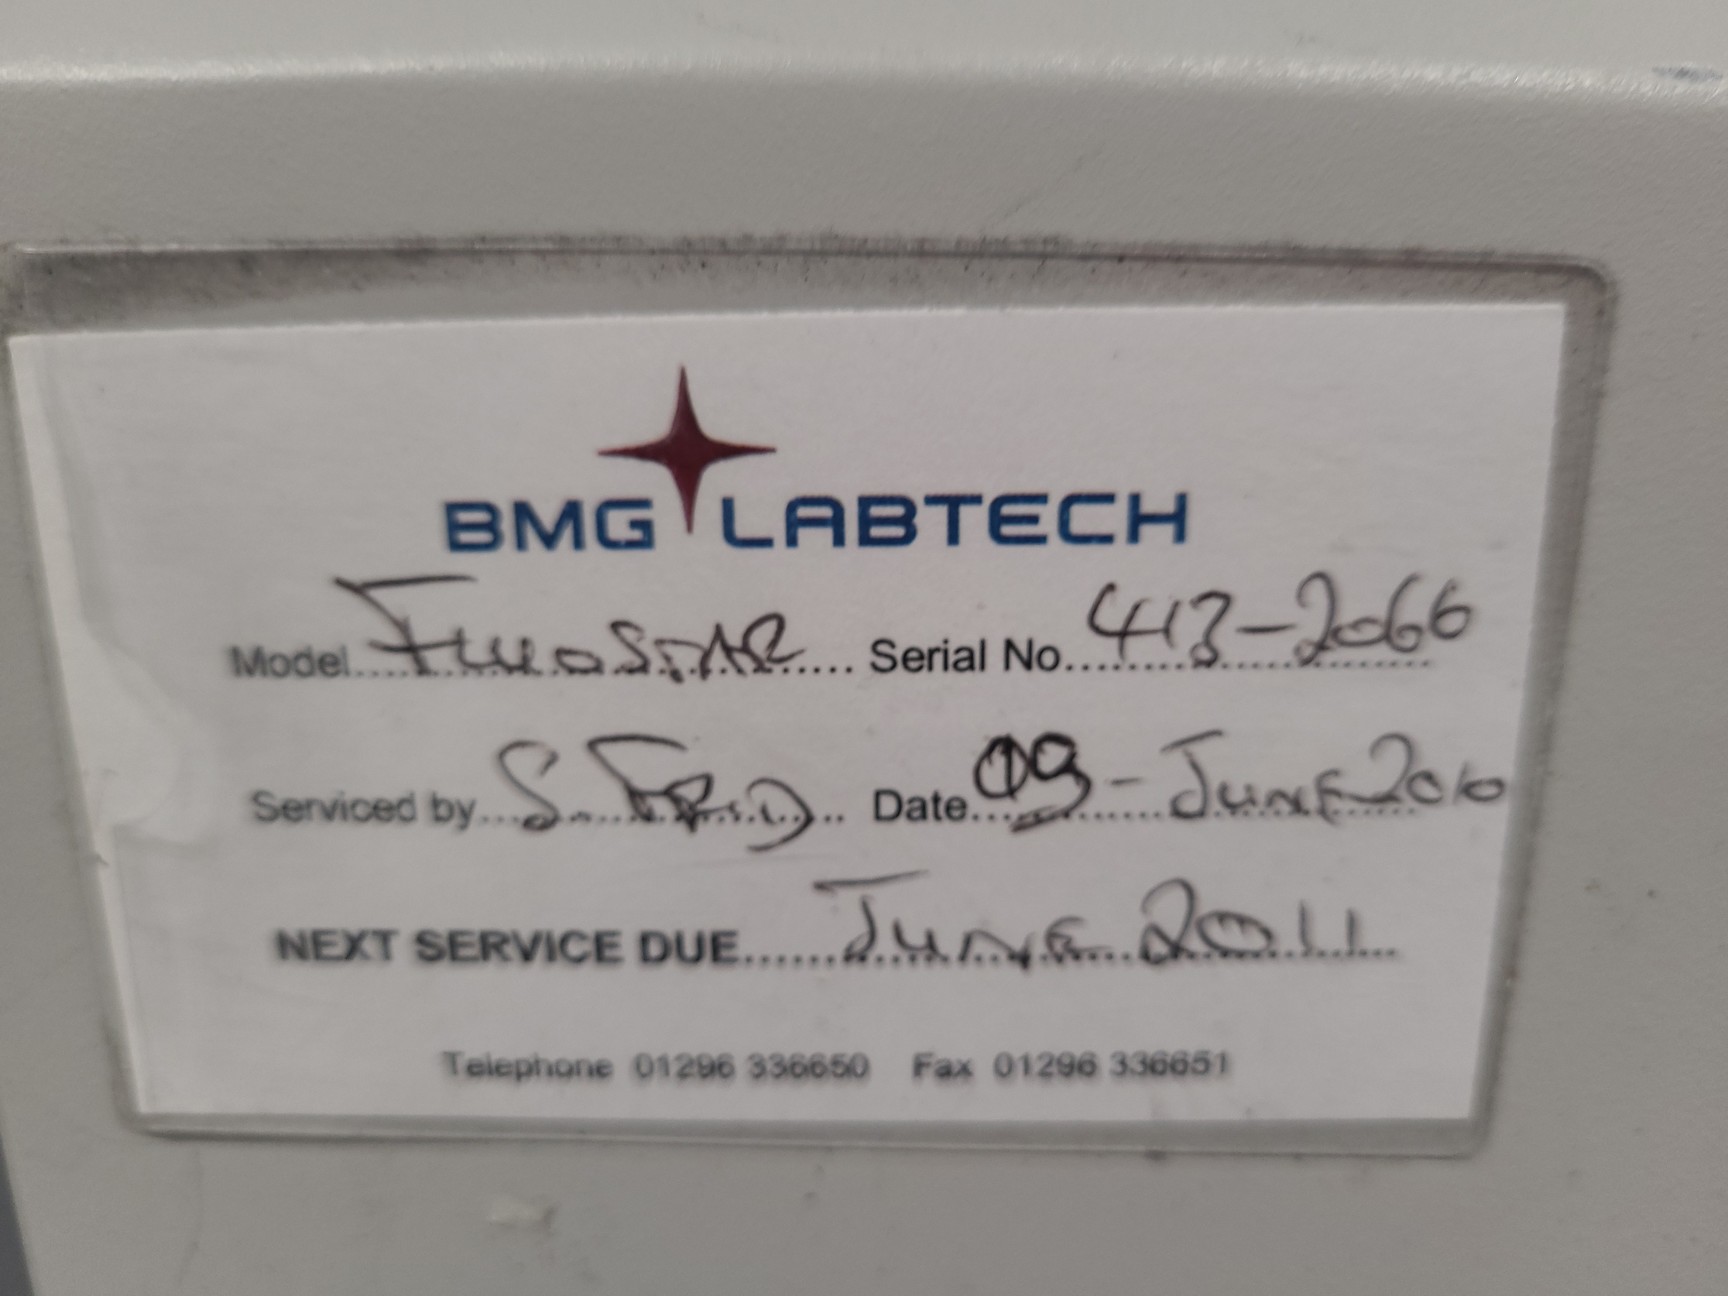 BMG LABTECH
Model....FLUOSTAR..... Serial No.....413-2066
Serviced by....S. FORD... Date....09-June 2010
NEXT SERVICE DUE......June 2011...
Telephone 01296 336650 Fax 01296 336651